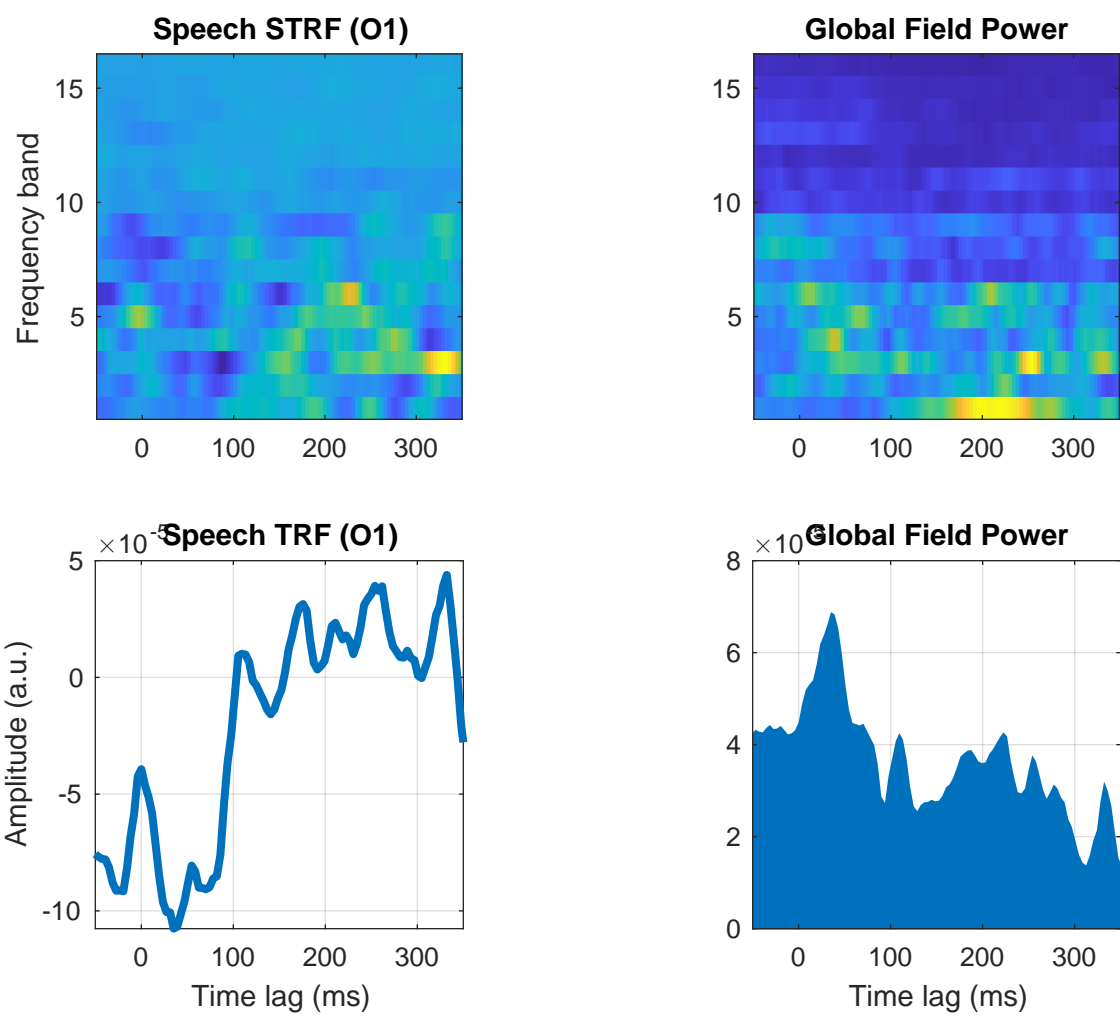 Speech STRF (O1)
Frequency band
15
10
5
0 100 200 300
Global Field Power
15
10
5
0 100 200 300
×10-5
Speech TRF (O1)
Amplitude (a.u.)
5
0
-5
-10
0 100 200 300
Time lag (ms)
×10
Global Field Power
8
6
4
2
0
0 100 200 300
Time lag (ms)